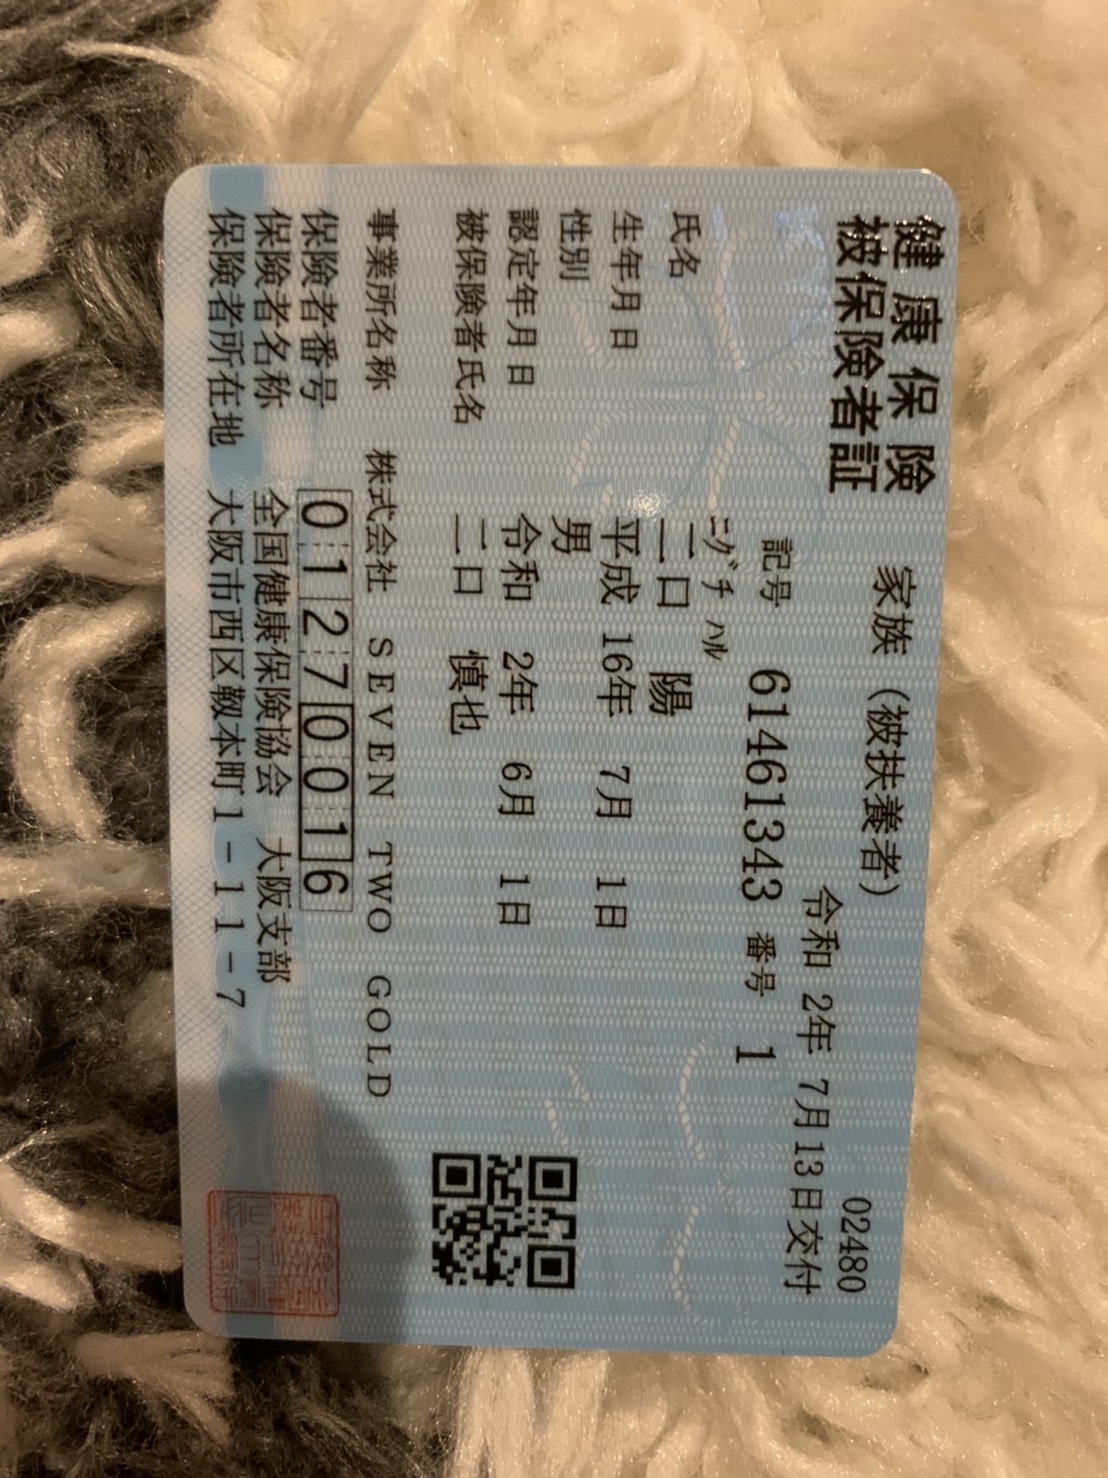 健康保険
被保険者証
家族（被扶養者）
02480
令和 2年 7月13日交付
記号 61461343 番号 1
ﾆｸﾞﾁ ﾊﾙ
氏名 二口 陽
生年月日 平成 16年 7月 1日
性別 男
認定年月日 令和 2年 6月 1日
被保険者氏名 二口 慎也
事業所名称 株式会社 SEVEN TWO GOLD
保険者番号 01270016
保険者名称 全国健康保険協会 大阪支部
保険者所在地 大阪市西区靱本町1-11-7